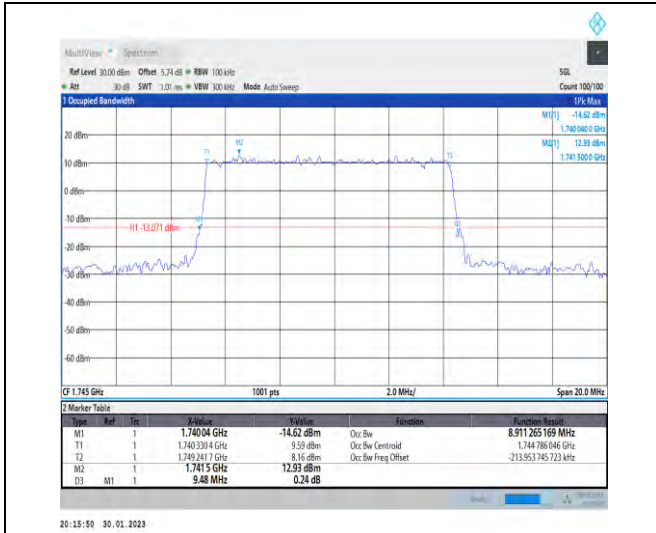 MultiView Spectrum
Ref Level 30.00 dBm Offset 5.74 dB RBW 100 kHz SGL
Att 30 dB SWT 1.01 ms VBW 300 kHz Mode Auto Sweep Count 100/100
1 Occupied Bandwidth 1Pk Max
M1[1] -14.62 dBm
1.740 040 0 GHz
M2[1] 12.93 dBm
1.741 500 0 GHz
20 dBm
M2
T1
T2
10 dBm
0 dBm
-10 dBm
H1 -13.071 dBm
-20 dBm
-30 dBm
-40 dBm
-50 dBm
-60 dBm
CF 1.745 GHz 1001 pts 2.0 MHz/ Span 20.0 MHz
2 Marker Table
Type Ref Trc X-Value Y-Value Function Function Result
M1 1 1.740 04 GHz -14.62 dBm Occ Bw 8.911 265 169 MHz
T1 1 1.740 330 4 GHz 9.59 dBm Occ Bw Centroid 1.744 786 046 GHz
T2 1 1.749 241 7 GHz 8.16 dBm Occ Bw Freq Offset -213.953 745 723 kHz
M2 1 1.741 5 GHz 12.93 dBm
D3 M1 1 9.48 MHz 0.24 dB
20:15:50 30.01.2023